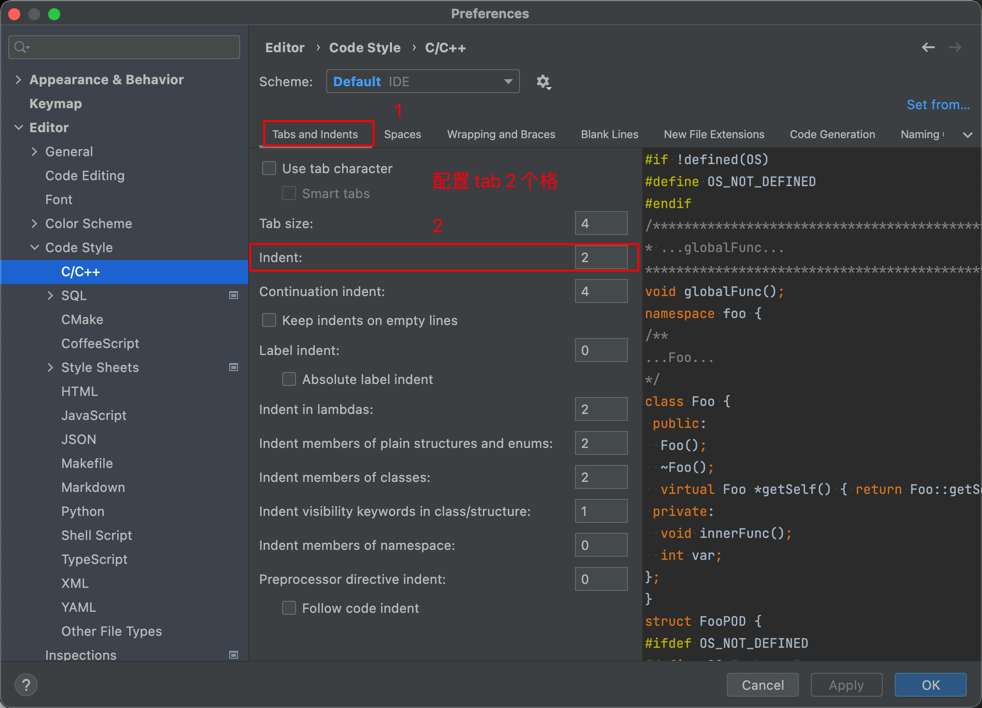 Preferences
Editor › Code Style › C/C++
Scheme: Default IDE
Set from...
1
Tabs and Indents Spaces Wrapping and Braces Blank Lines New File Extensions Code Generation Naming
Appearance & Behavior
Keymap
Editor
General
Code Editing
Font
Color Scheme
Code Style
C/C++
SQL
CMake
CoffeeScript
Style Sheets
HTML
JavaScript
JSON
Makefile
Markdown
Python
Shell Script
TypeScript
XML
YAML
Other File Types
Inspections
Use tab character
配置 tab 2 个格
Smart tabs
2
Tab size: 4
Indent: 2
Continuation indent: 4
Keep indents on empty lines
Label indent: 0
Absolute label indent
Indent in lambdas: 2
Indent members of plain structures and enums: 2
Indent members of classes: 2
Indent visibility keywords in class/structure: 1
Indent members of namespace: 0
Preprocessor directive indent: 0
Follow code indent
#if !defined(OS)
#define OS_NOT_DEFINED
#endif
/******************************************
* ...globalFunc...
*******************************************
void globalFunc();
namespace foo {
/**
...Foo...
*/
class Foo {
public:
Foo();
~Foo();
virtual Foo *getSelf() { return Foo::getS
private:
void innerFunc();
int var;
};
}
struct FooPOD {
#ifdef OS_NOT_DEFINED
?
Cancel Apply OK